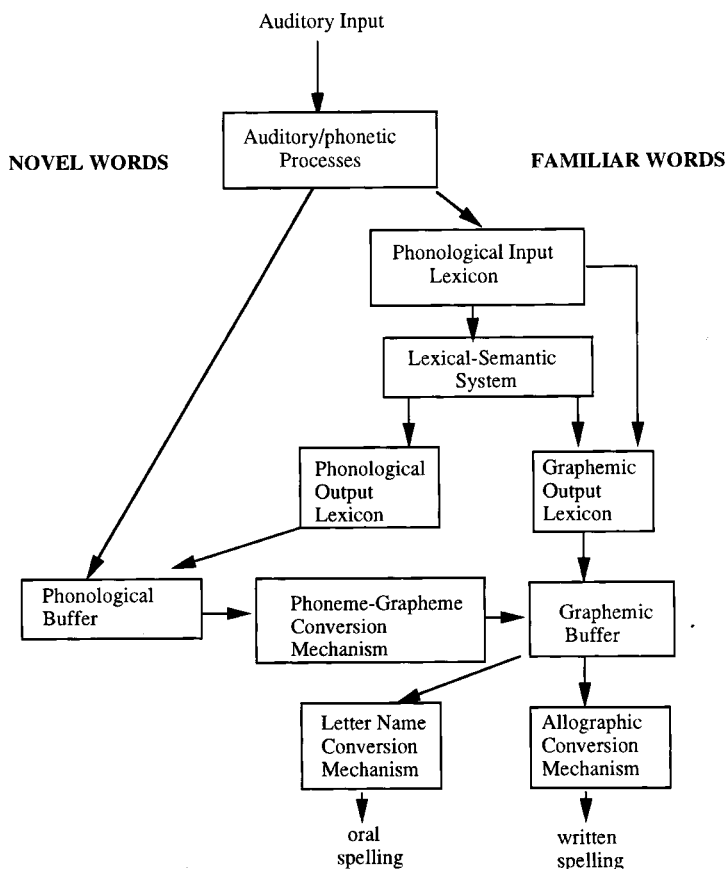 Auditory Input
Auditory/phonetic
Processes
NOVEL WORDS
FAMILIAR WORDS
Phonological Input
Lexicon
Lexical-Semantic
System
Phonological
Output
Lexicon
Graphemic
Output
Lexicon
Phonological
Buffer
Phoneme-Grapheme
Conversion
Mechanism
Graphemic
Buffer
Letter Name
Conversion
Mechanism
Allographic
Conversion
Mechanism
oral
spelling
written
spelling